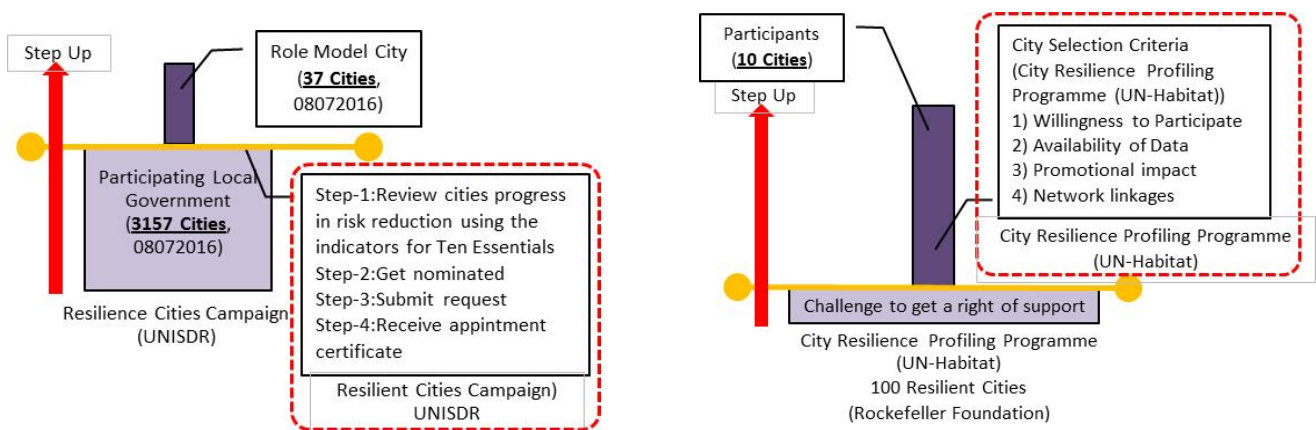 Step Up
Role Model City
(37 Cities,
08072016)
Participating Local
Government
(3157 Cities,
08072016)
Resilience Cities Campaign
(UNISDR)
Step-1:Review cities progress
in risk reduction using the
indicators for Ten Essentials
Step-2:Get nominated
Step-3:Submit request
Step-4:Receive appintment
certificate
Resilient Cities Campaign)
UNISDR
Participants
(10 Cities)
Step Up
City Selection Criteria
(City Resilience Profiling
Programme (UN-Habitat))
1) Willingness to Participate
2) Availability of Data
3) Promotional impact
4) Network linkages
City Resilience Profiling Programme
(UN-Habitat)
Challenge to get a right of support
City Resilience Profiling Programme
(UN-Habitat)
100 Resilient Cities
(Rockefeller Foundation)